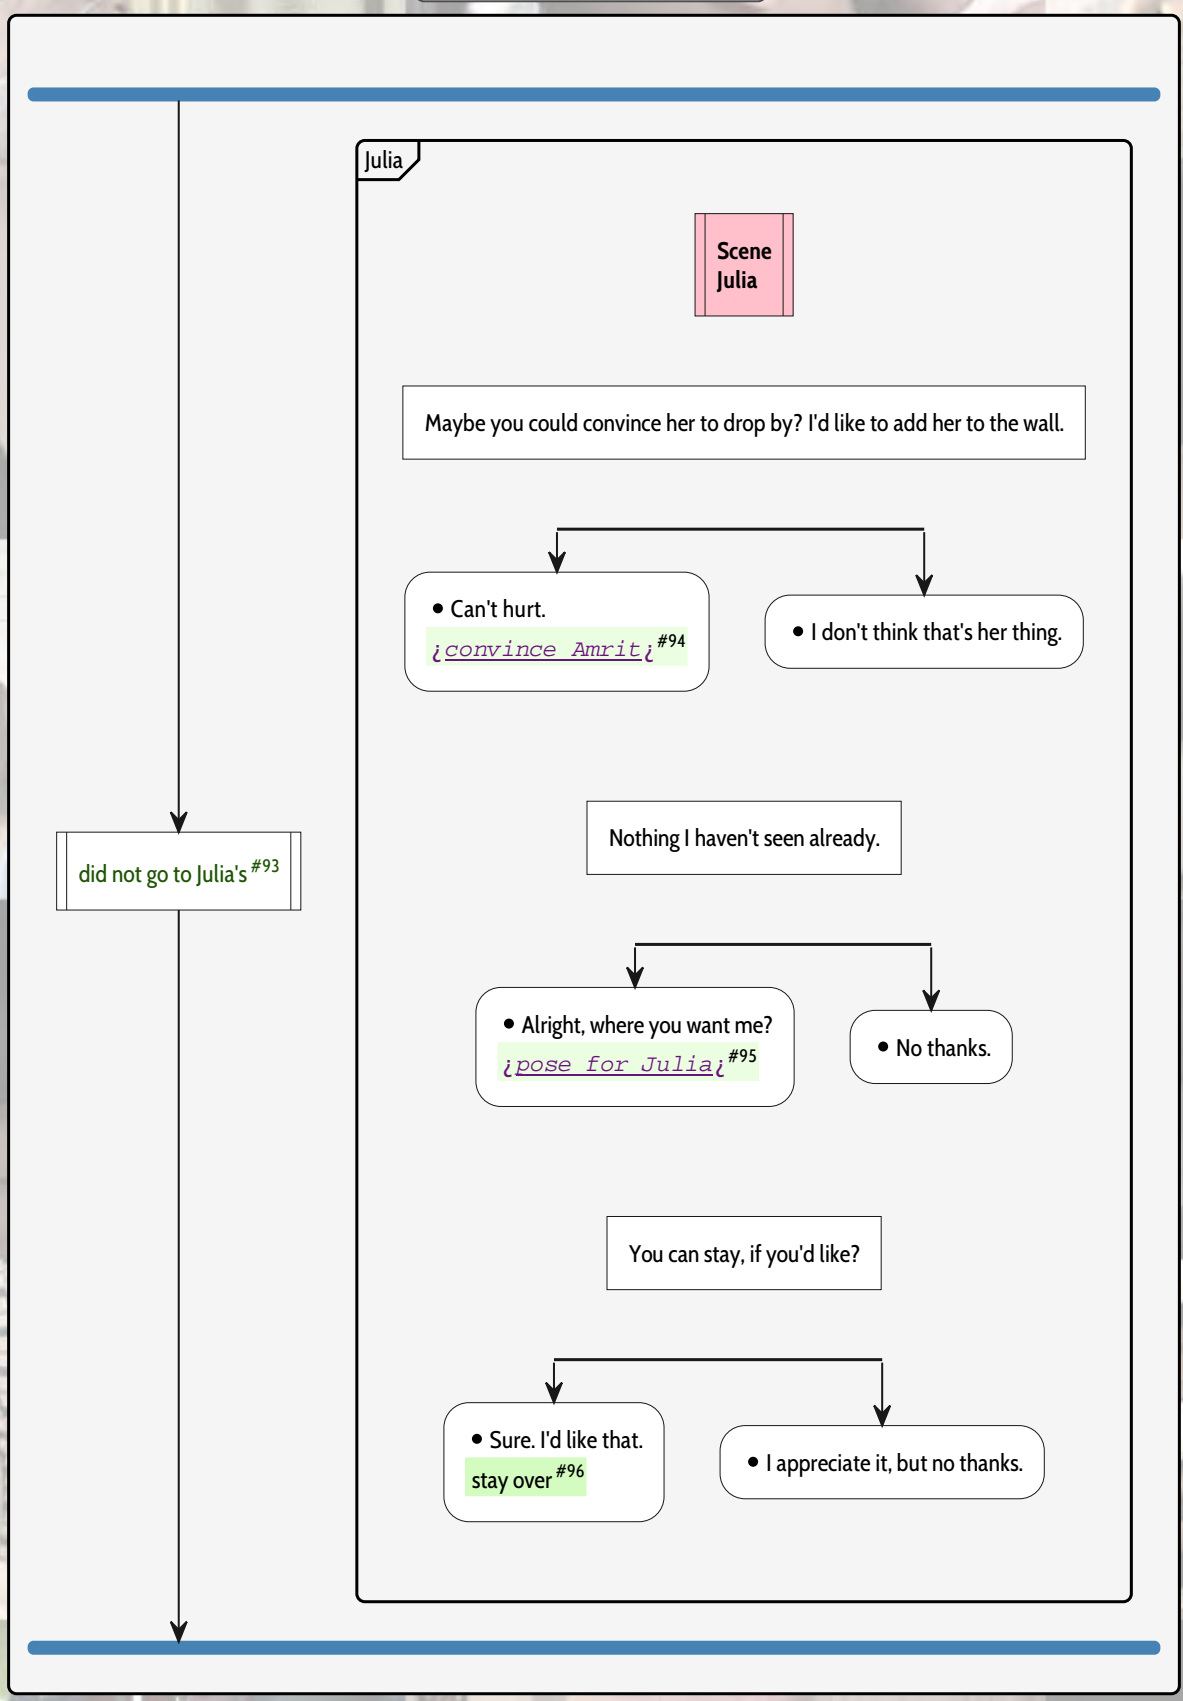 Julia
Scene
Julia
Maybe you could convince her to drop by? I'd like to add her to the wall.
• Can't hurt.
¿convince Amrit¿ #94
• I don't think that's her thing.
did not go to Julia's #93
Nothing I haven't seen already.
• Alright, where you want me?
¿pose for Julia¿ #95
• No thanks.
You can stay, if you'd like?
• Sure. I'd like that.
stay over #96
• I appreciate it, but no thanks.